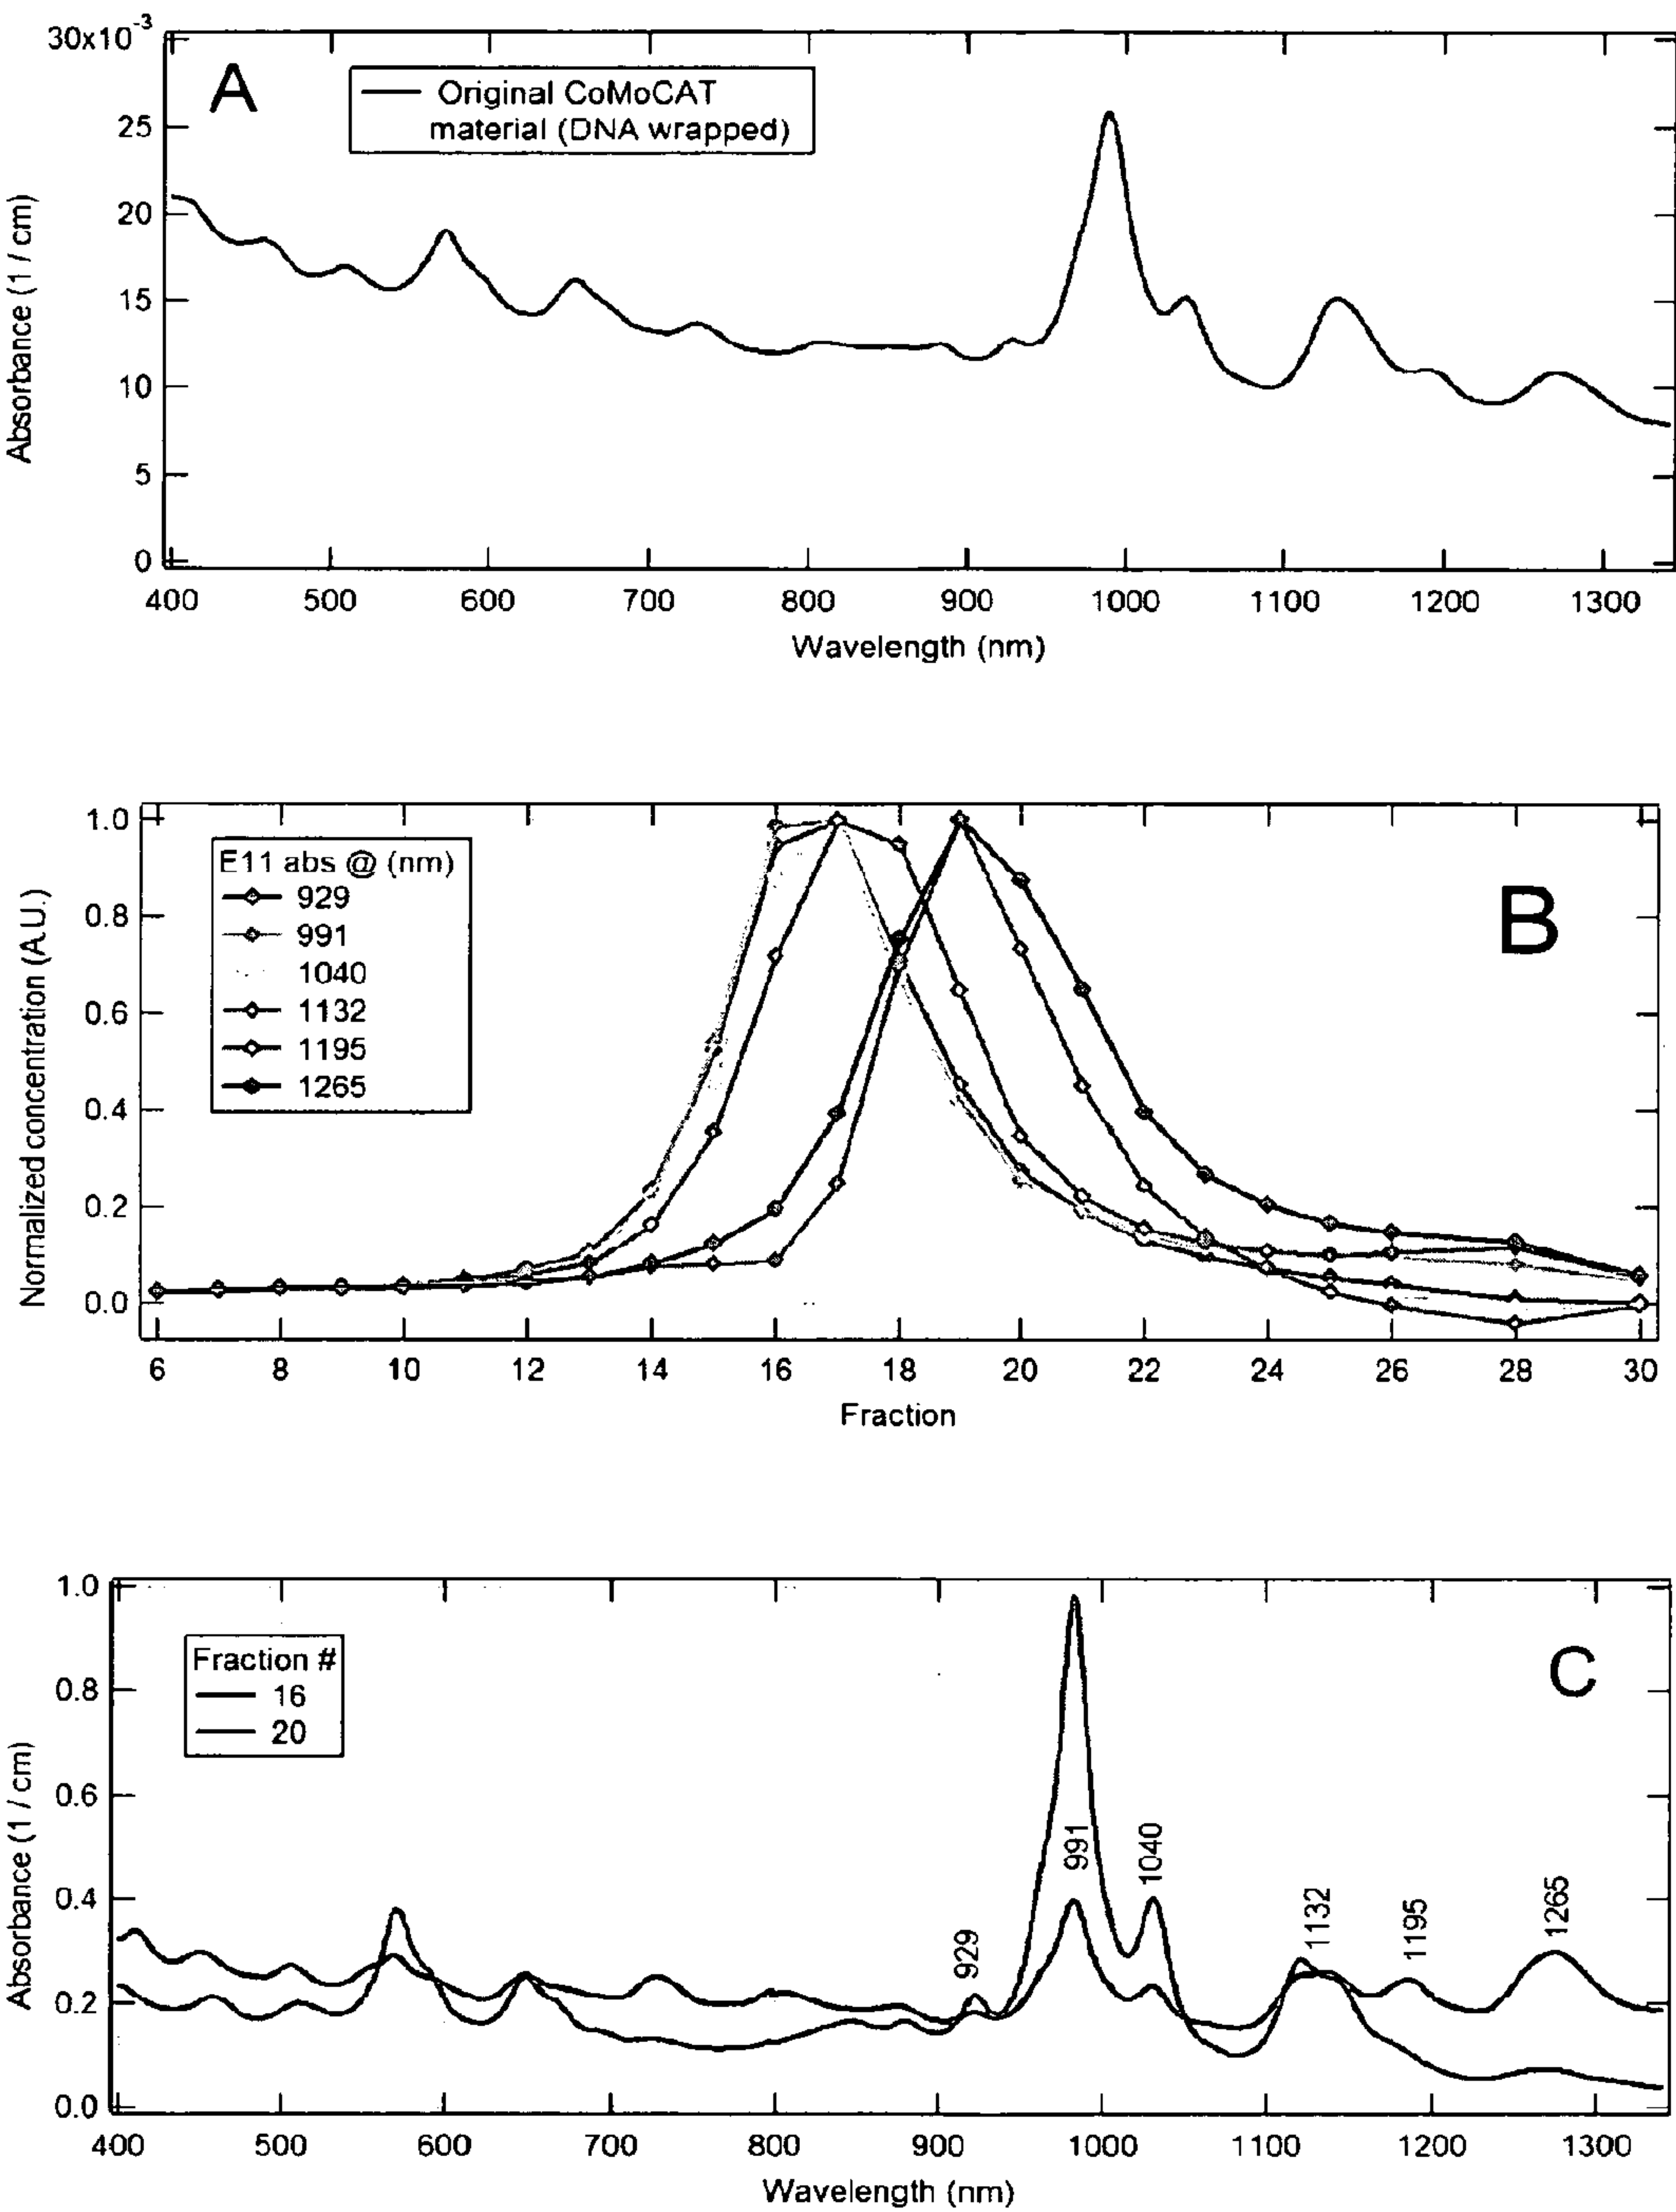 30x10-3
25
20
15
10
5
0
Absorbance (1 / cm)
A
Original CoMoCAT
material (DNA wrapped)
400 500 600 700 800 900 1000 1100 1200 1300
Wavelength (nm)
1.0
0.8
0.6
0.4
0.2
0.0
Normalized concentration (A.U.)
E11 abs @ (nm)
929
991
1040
1132
1195
1265
B
6 8 10 12 14 16 18 20 22 24 26 28 30
Fraction
1.0
0.8
0.6
0.4
0.2
0.0
Absorbance (1 / cm)
Fraction #
16
20
C
929
991
1040
1132
1195
1265
400 500 600 700 800 900 1000 1100 1200 1300
Wavelength (nm)